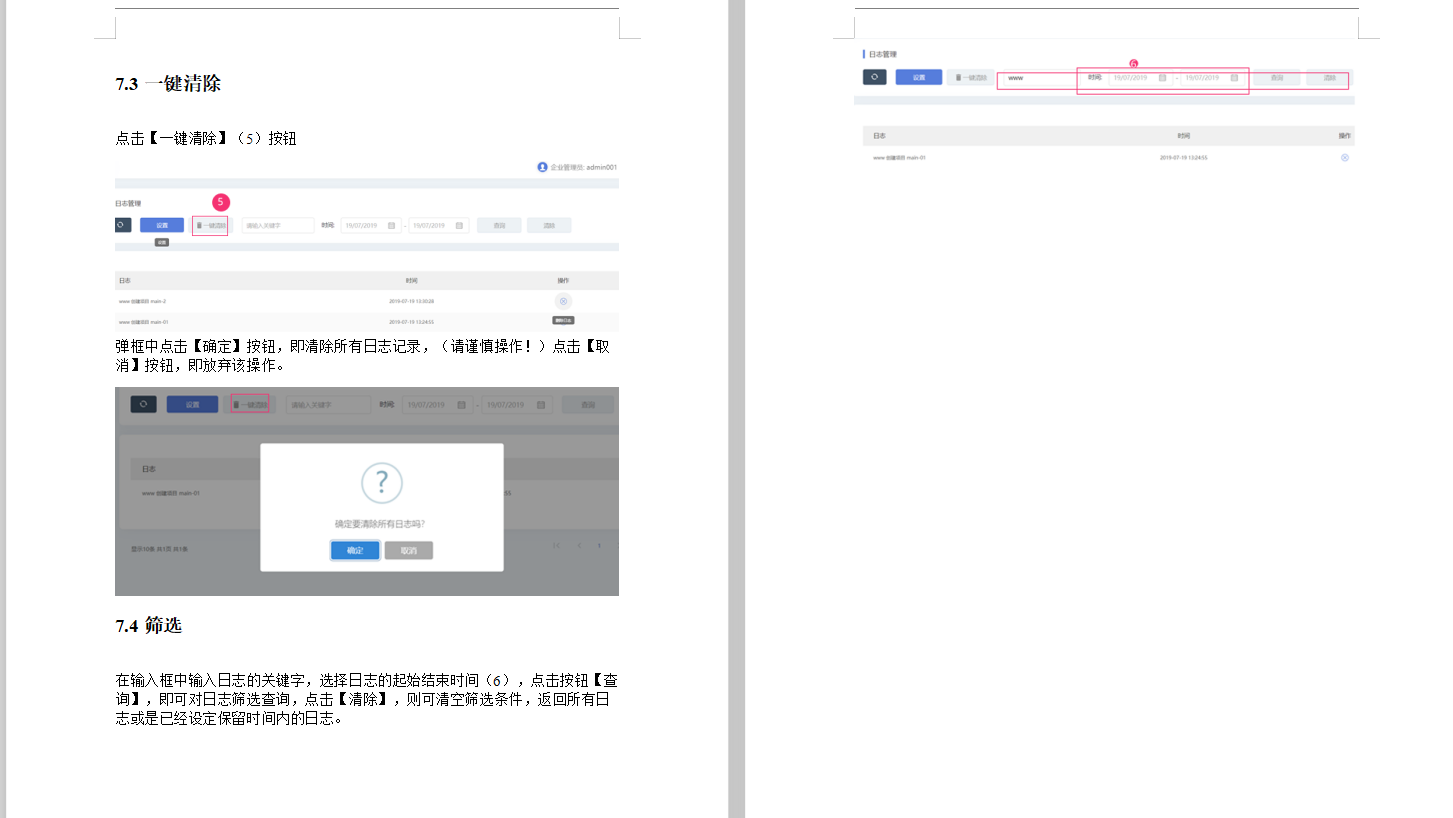 7.3 一键清除
点击【一键清除】（5）按钮
企业管理员: admin001
日志管理
5
设置 一键清除 请输入关键字 时间: 19/07/2019 - 19/07/2019 查询 清除
设置
日志 时间 操作
www 创建项目 main-2 2019-07-19 13:30:26
www 创建项目 main-01 2019-07-19 13:24:55
删除日志
弹框中点击【确定】按钮，即清除所有日志记录，（请谨慎操作！）点击【取
消】按钮，即放弃该操作。
设置 一键清除 请输入关键字 时间: 19/07/2019 - 19/07/2019 查询
日志
www 创建项目 main-01 55
?
确定要清除所有日志吗?
确定 取消
显示10条 共1页 共1条 1
7.4 筛选
在输入框中输入日志的关键字，选择日志的起始结束时间（6），点击按钮【查
询】，即可对日志筛选查询，点击【清除】，则可清空筛选条件，返回所有日
志或是已经设定保留时间内的日志。
日志管理
6
设置 一键清除 www 时间: 19/07/2019 - 19/07/2019 查询 清除
日志 时间 操作
www 创建项目 main-01 2019-07-19 13:24:55